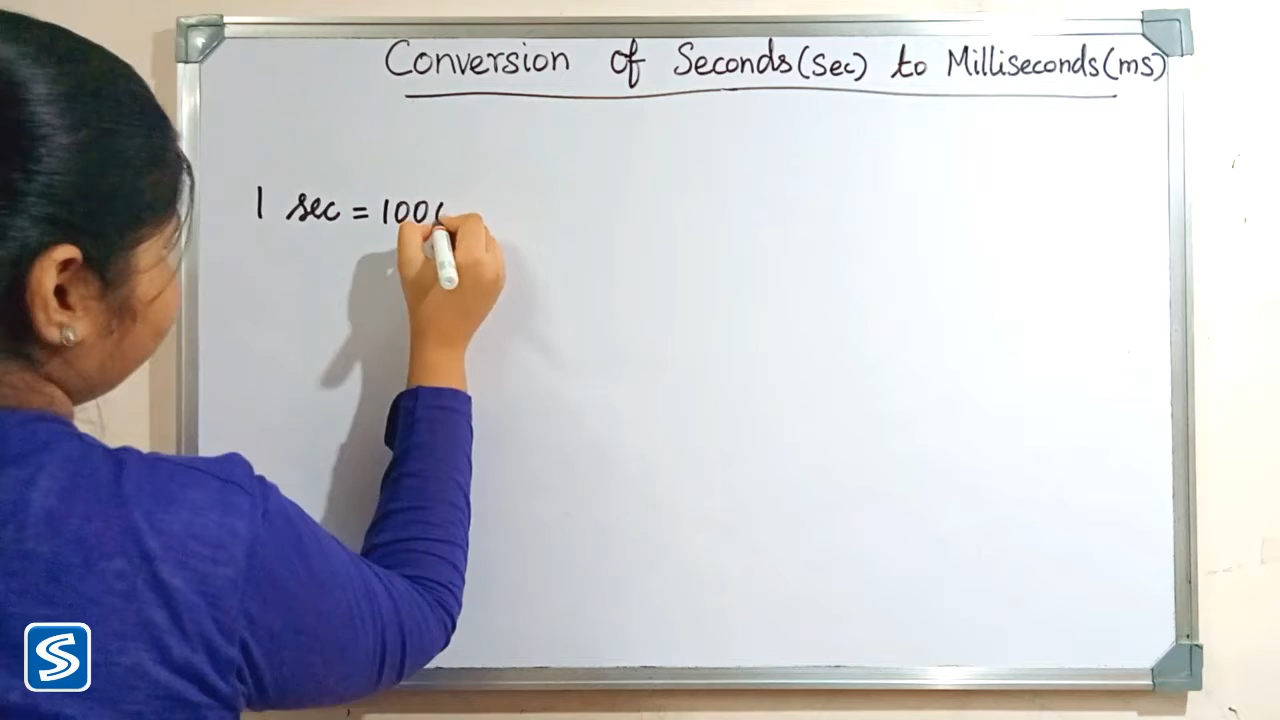 Conversion of Seconds(sec) to Milliseconds(ms)
1 sec = 100